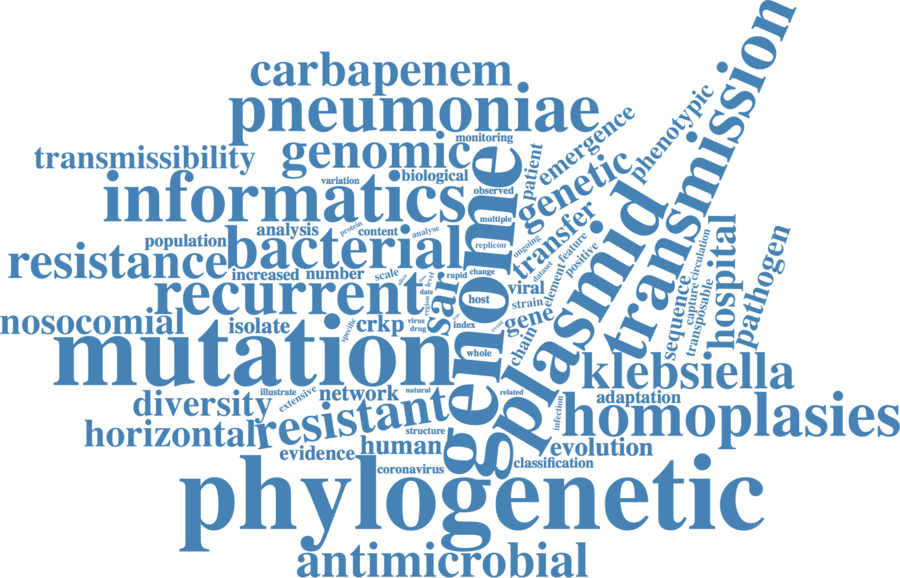 carbapenem
pneumoniae
monitoring
transmissibility
genomic
variation
biological
informatics
observed
patient
emergence
phenotypic
transmission
genetic
multiple
analysis
protein
content
analyse
population
bacterial
replicon
transfer
ongoing
feature
dataset
positive
element
resistance
increased
number
scale
level
rapid
change
genome
plasmid
viral
hospital
circulation
capture
transposable
sequence
pathogen
recurrent
date
region
sar
host
strain
gene
nosocomial
isolate
specific
crkp
virus
drug
index
event
chain
mutation
whole
klebsiella
diversity
illustrate
extensive
network
natural
related
adaptation
infection
homoplasies
horizontal
resistant
structure
evidence
human
evolution
coronavirus
classification
phylogenetic
antimicrobial